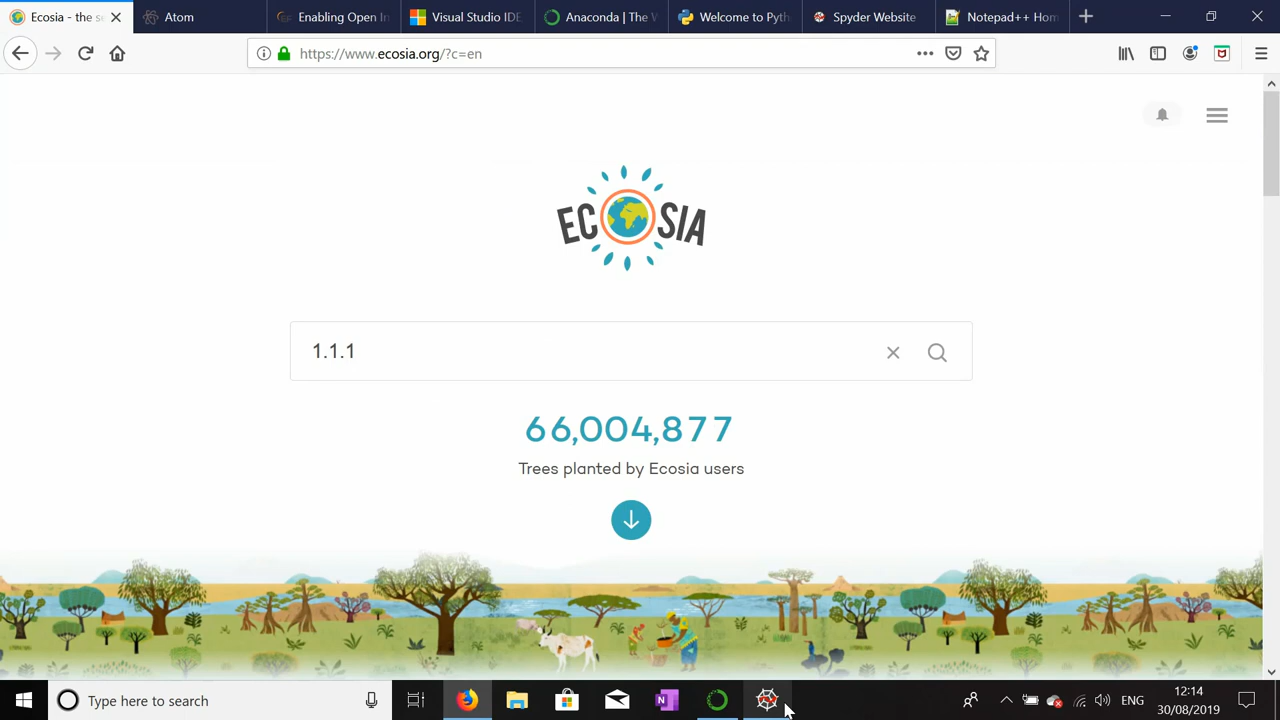 Ecosia - the se
Atom
Enabling Open In
Visual Studio IDE
Anaconda | The W
Welcome to Pyth
Spyder Website
Notepad++ Hom
https://www.ecosia.org/?c=en
ECOSIA
1.1.1
66,004,877
Trees planted by Ecosia users
Type here to search
ENG
12:14
30/08/2019